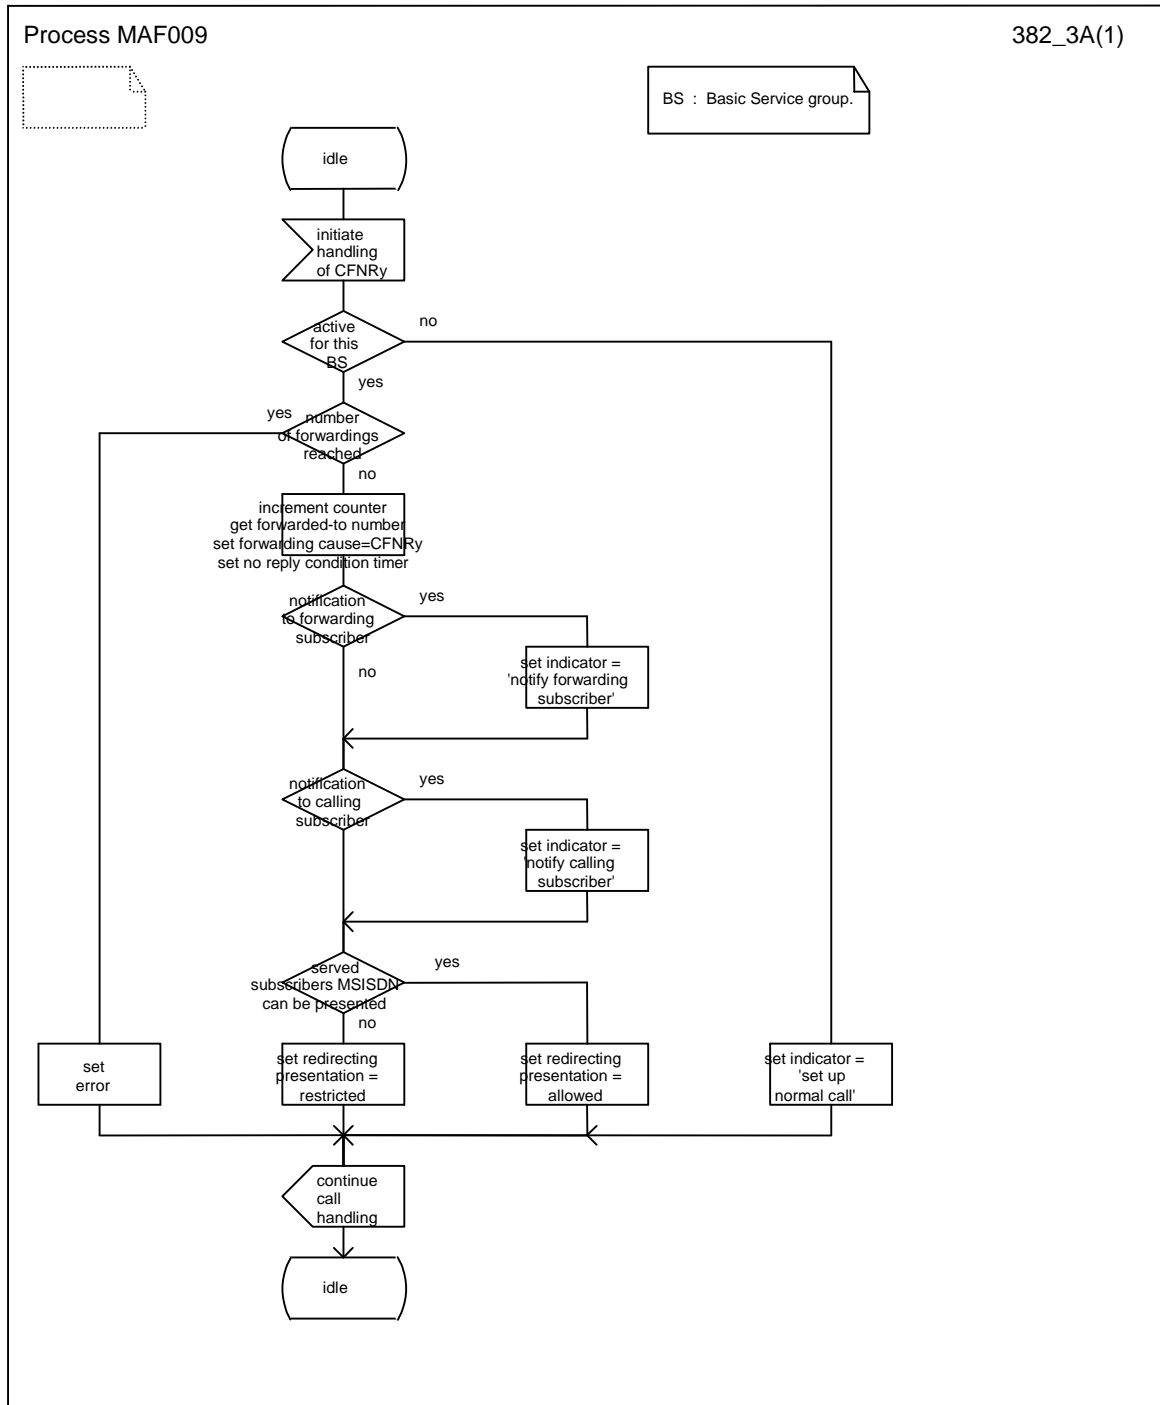 Process MAF009
382_3A(1)
BS : Basic Service group.
idle
initiate
handling
of CFNRy
active
for this
BS
no
yes
number
of forwardings
reached
yes
no
increment counter
get forwarded-to number
set forwarding cause=CFNRy
set no reply condition timer
notification
to forwarding
subscriber
yes
no
set indicator =
'notify forwarding
subscriber'
notification
to calling
subscriber
yes
set indicator =
'notify calling
subscriber'
served
subscribers MSISDN
can be presented
yes
no
set
error
set redirecting
presentation =
restricted
set redirecting
presentation =
allowed
set indicator =
'set up
normal call'
continue
call
handling
idle